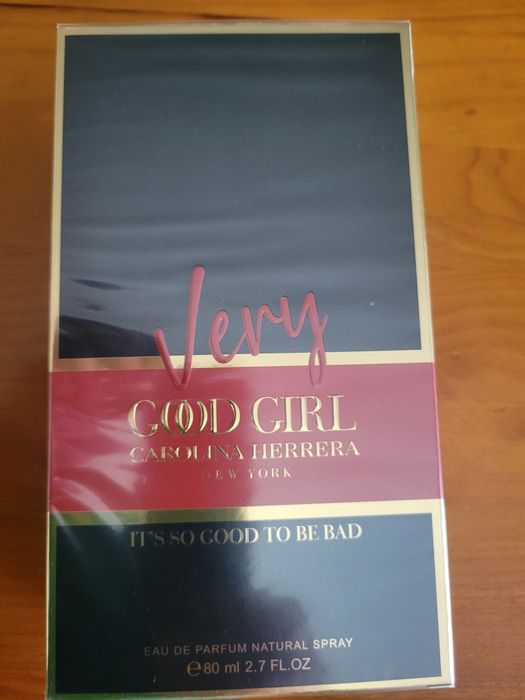 Very
GOOD GIRL
CAROLINA HERRERA
NEW YORK
IT'S SO GOOD TO BE BAD
EAU DE PARFUM NATURAL SPRAY
℮80 ml 2.7 FL.OZ